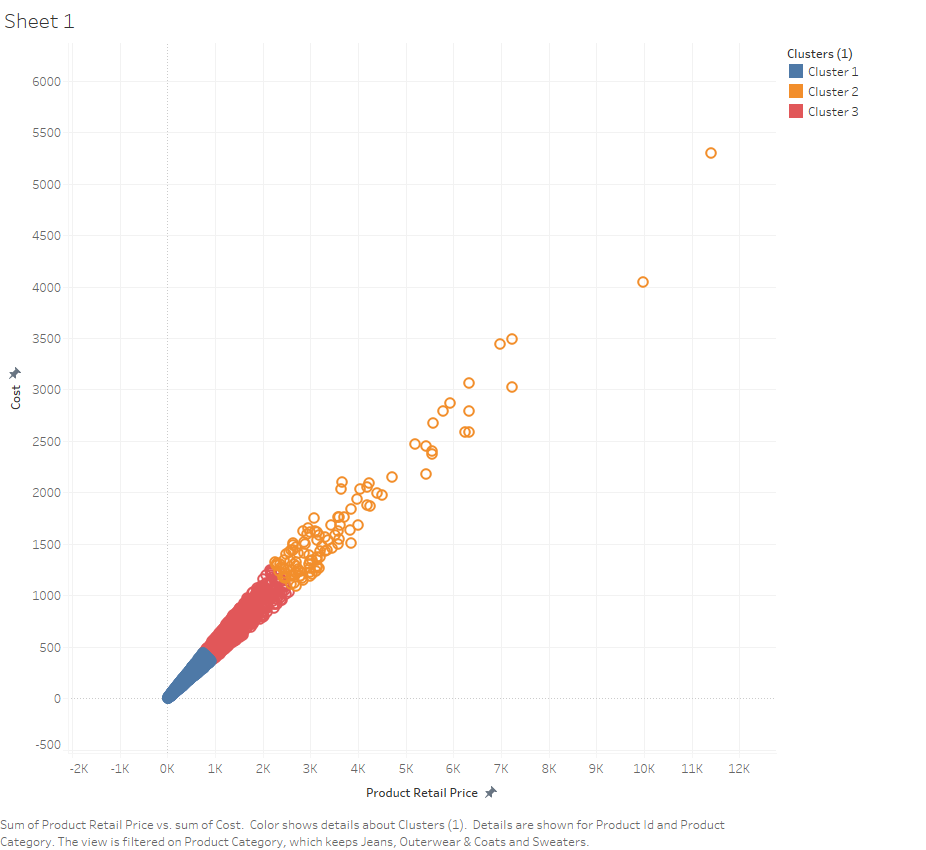 Sheet 1
Clusters (1)
Cluster 1
Cluster 2
Cluster 3
6000
5500
5000
4500
4000
3500
3000
2500
2000
1500
1000
500
0
-500
Cost
-2K -1K 0K 1K 2K 3K 4K 5K 6K 7K 8K 9K 10K 11K 12K
Product Retail Price
Sum of Product Retail Price vs. sum of Cost. Color shows details about Clusters (1). Details are shown for Product Id and Product
Category. The view is filtered on Product Category, which keeps Jeans, Outerwear & Coats and Sweaters.